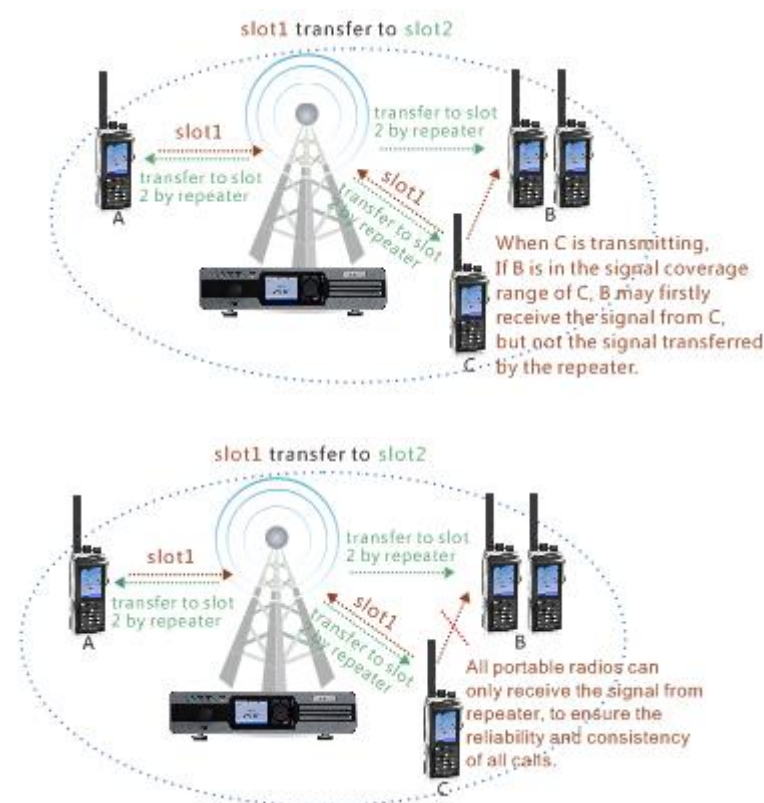 slot1 transfer to slot2
slot1
transfer to slot
2 by repeater
A
transfer to slot
2 by repeater
slot1
transfer to slot
2 by repeater
B
When C is transmitting,
If B is in the signal coverage
range of C, B may firstly
receive the signal from C,
but not the signal transferred
by the repeater.
C
slot1 transfer to slot2
slot1
transfer to slot
2 by repeater
A
transfer to slot
2 by repeater
slot1
transfer to slot
2 by repeater
B
All portable radios can
only receive the signal from
repeater, to ensure the
reliability and consistency
of all calls.
C